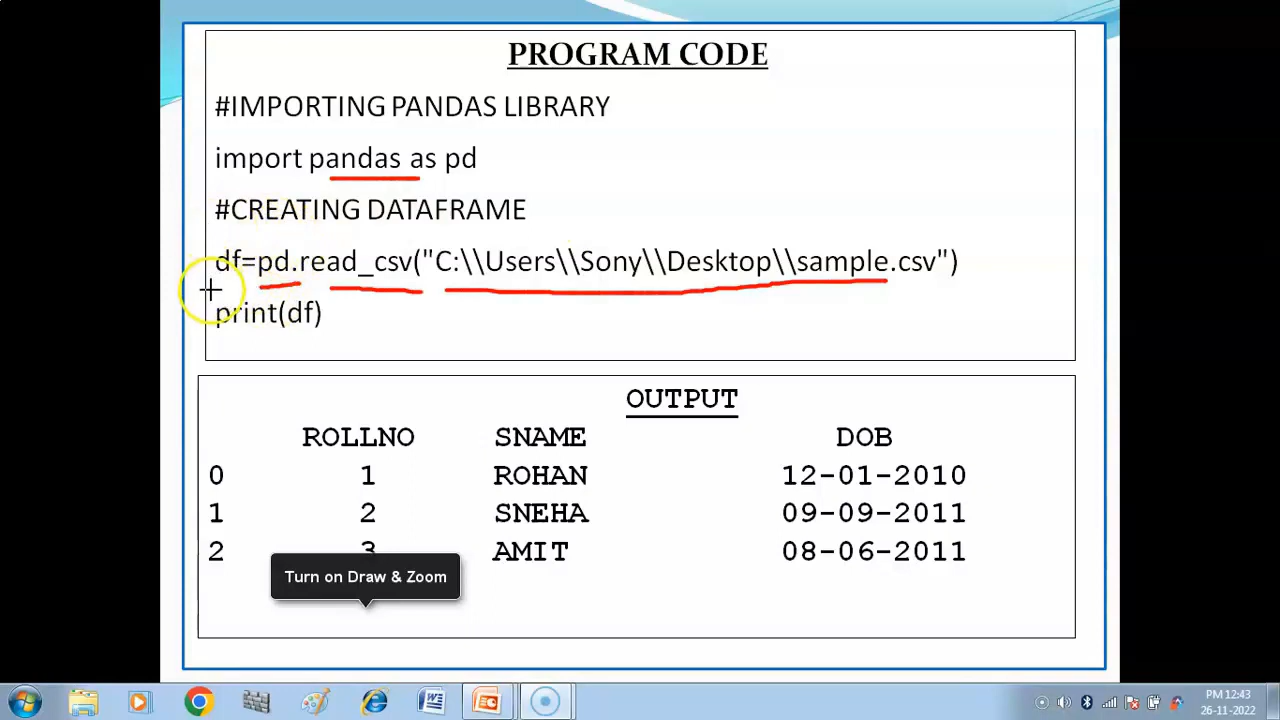 PROGRAM CODE
#IMPORTING PANDAS LIBRARY
import pandas as pd
#CREATING DATAFRAME
df=pd.read_csv("C:\\Users\\Sony\\Desktop\\sample.csv")
print(df)
OUTPUT
ROLLNO SNAME DOB
0 1 ROHAN 12-01-2010
1 2 SNEHA 09-09-2011
2 3 AMIT 08-06-2011
Turn on Draw & Zoom
PM 12:43
26-11-2022